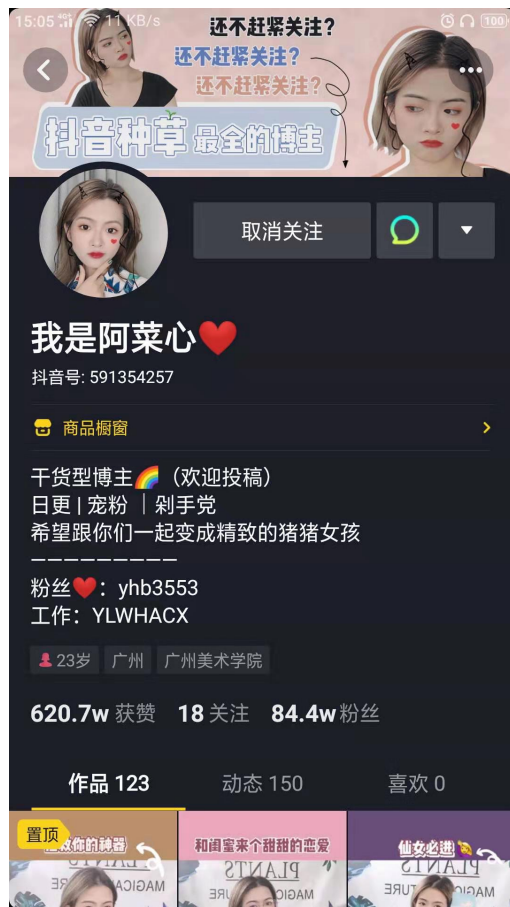 15:05 4G 11 KB/s 100
还不赶紧关注?
还不赶紧关注?
还不赶紧关注?
抖音种草 最全的博主
取消关注
我是阿菜心❤️
抖音号: 591354257
商品橱窗
干货型博主🌈（欢迎投稿）
日更 | 宠粉 ｜剁手党
希望跟你们一起变成精致的猪猪女孩
—————————
粉丝❤️：yhb3553
工作：YLWHACX
23岁 广州 广州美术学院
620.7w 获赞 18 关注 84.4w 粉丝
作品 123 动态 150 喜欢 0
置顶
你的神器
和闺蜜来个甜甜的恋爱
仙女必进
PLANTS
MAGICIAN